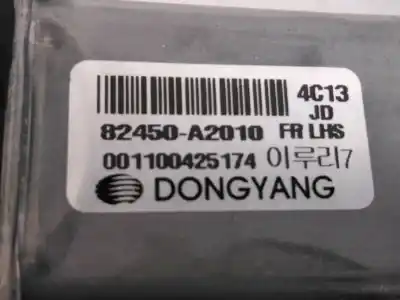 4C13
JD
82450-A2010 FR LHS
001100425174 이루리7
DONGYANG